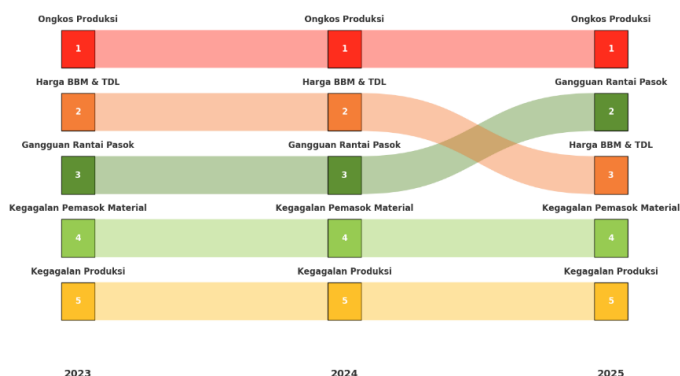 Ongkos Produksi Ongkos Produksi Ongkos Produksi
1 1 1
Harga BBM & TDL Harga BBM & TDL Gangguan Rantai Pasok
2 2 2
Gangguan Rantai Pasok Gangguan Rantai Pasok Harga BBM & TDL
3 3 3
Kegagalan Pemasok Material Kegagalan Pemasok Material Kegagalan Pemasok Material
4 4 4
Kegagalan Produksi Kegagalan Produksi Kegagalan Produksi
5 5 5
2023 2024 2025